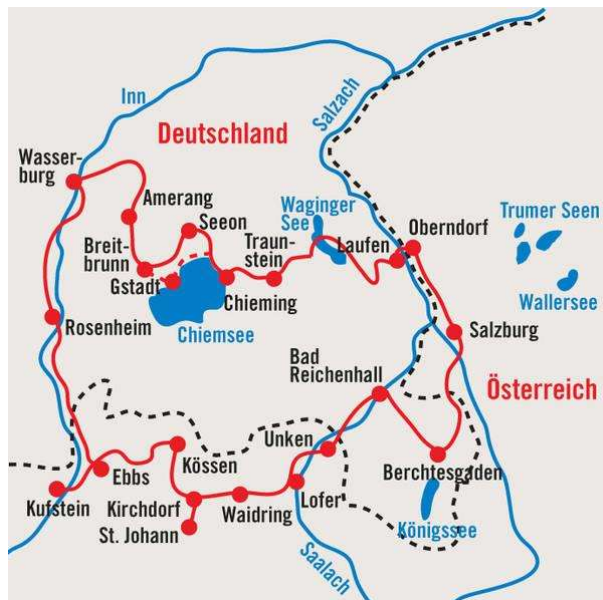 Inn
Salzach
Deutschland
Wasser-
burg
Amerang
Seeon
Waginger
See
Oberndorf
Trumer Seen
Breit-
brunn
Traun-
stein
Laufen
Gstadt
Chieming
Wallersee
Rosenheim
Chiemsee
Salzburg
Bad
Reichenhall
Österreich
Unken
Kössen
Ebbs
Berchtesgaden
Kufstein
Kirchdorf
Waidring
Lofer
St. Johann
Königssee
Saalach